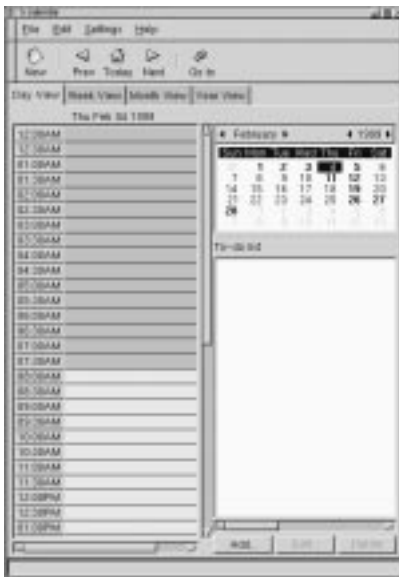 File Edit Settings Help
New Prev Today Next Go to
Day View Week View Month View Year View
Thu Feb 04 1999
12:00AM
12:30AM
01:00AM
01:30AM
02:00AM
02:30AM
03:00AM
03:30AM
04:00AM
04:30AM
05:00AM
05:30AM
06:00AM
06:30AM
07:00AM
07:30AM
08:00AM
08:30AM
09:00AM
09:30AM
10:00AM
10:30AM
11:00AM
11:30AM
12:00PM
12:30PM
01:00PM
February 1999
Sun Mon Tue Wed Thu Fri Sat
1 2 3 4 5 6
7 8 9 10 11 12 13
14 15 16 17 18 19 20
21 22 23 24 25 26 27
28
To-do list
Add... Edit... Delete